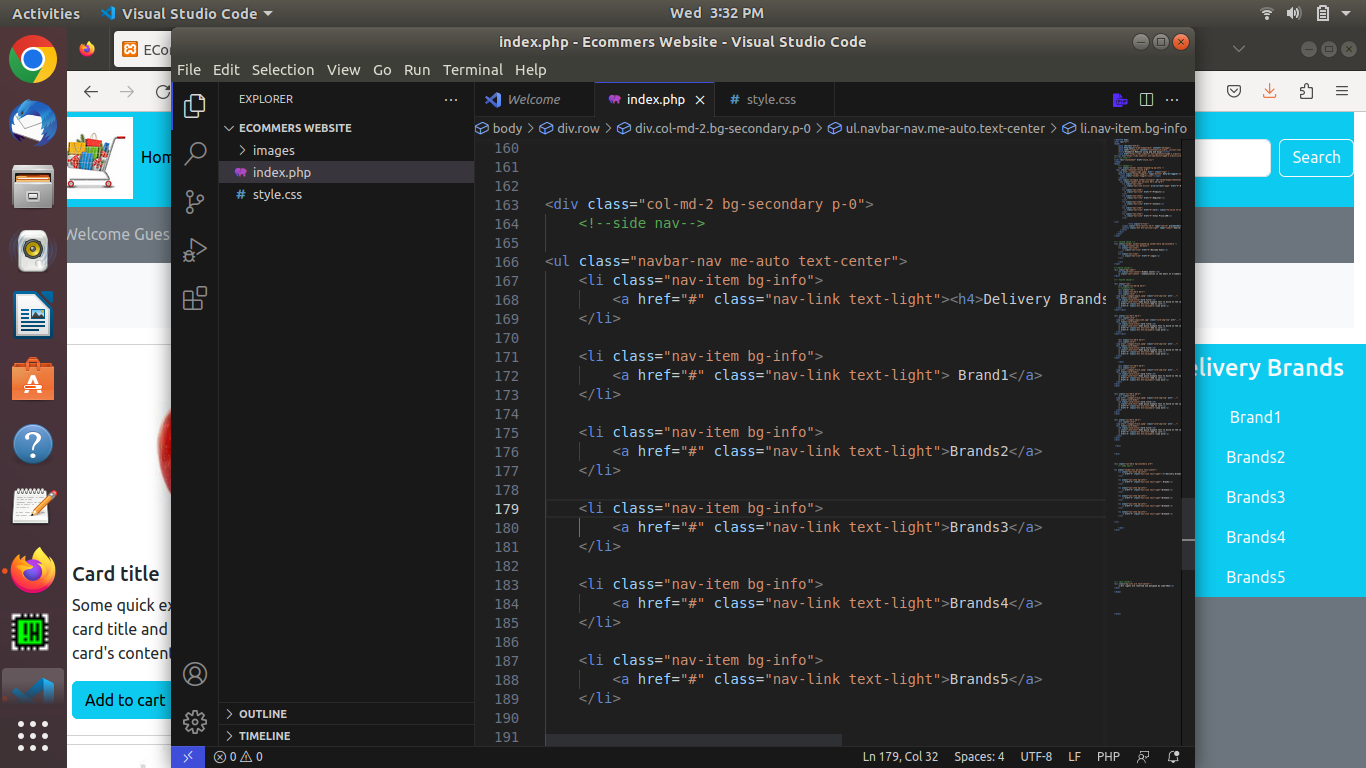 Activities Visual Studio Code Wed 3:32 PM
index.php - Ecommers Website - Visual Studio Code
ECom
File Edit Selection View Go Run Terminal Help
EXPLORER
ECOMMERS WEBSITE
images
index.php
style.css
OUTLINE
TIMELINE
Welcome index.php style.css
body > div.row > div.col-md-2.bg-secondary.p-0 > ul.navbar-nav.me-auto.text-center > li.nav-item.bg-info
160
161
162
163 <div class="col-md-2 bg-secondary p-0">
164 <!--side nav-->
165
166 <ul class="navbar-nav me-auto text-center">
167 <li class="nav-item bg-info">
168 <a href="#" class="nav-link text-light"><h4>Delivery Brands
169 </li>
170
171 <li class="nav-item bg-info">
172 <a href="#" class="nav-link text-light"> Brand1</a>
173 </li>
174
175 <li class="nav-item bg-info">
176 <a href="#" class="nav-link text-light">Brands2</a>
177 </li>
178
179 <li class="nav-item bg-info">
180 <a href="#" class="nav-link text-light">Brands3</a>
181 </li>
182
183 <li class="nav-item bg-info">
184 <a href="#" class="nav-link text-light">Brands4</a>
185 </li>
186
187 <li class="nav-item bg-info">
188 <a href="#" class="nav-link text-light">Brands5</a>
189 </li>
190
191
0 0 Ln 179, Col 32 Spaces: 4 UTF-8 LF PHP
Hom
Welcome Gues
Card title
Some quick ex
card title and
card's content
Add to cart
Search
elivery Brands
Brand1
Brands2
Brands3
Brands4
Brands5